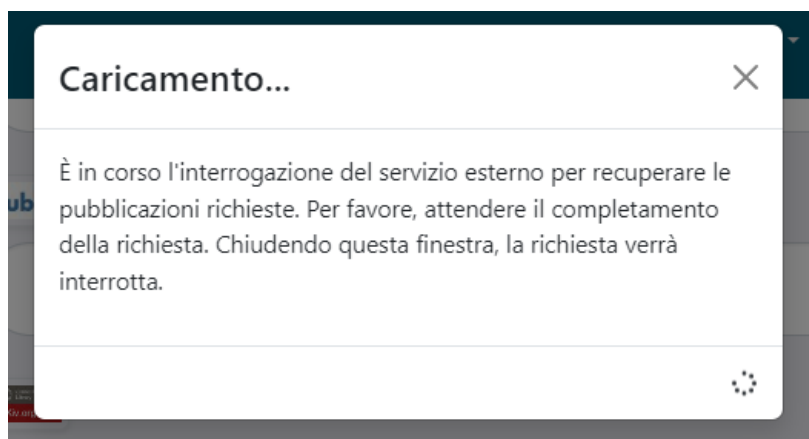 Caricamento...
È in corso l'interrogazione del servizio esterno per recuperare le
pubblicazioni richieste. Per favore, attendere il completamento
della richiesta. Chiudendo questa finestra, la richiesta verrà
interrotta.